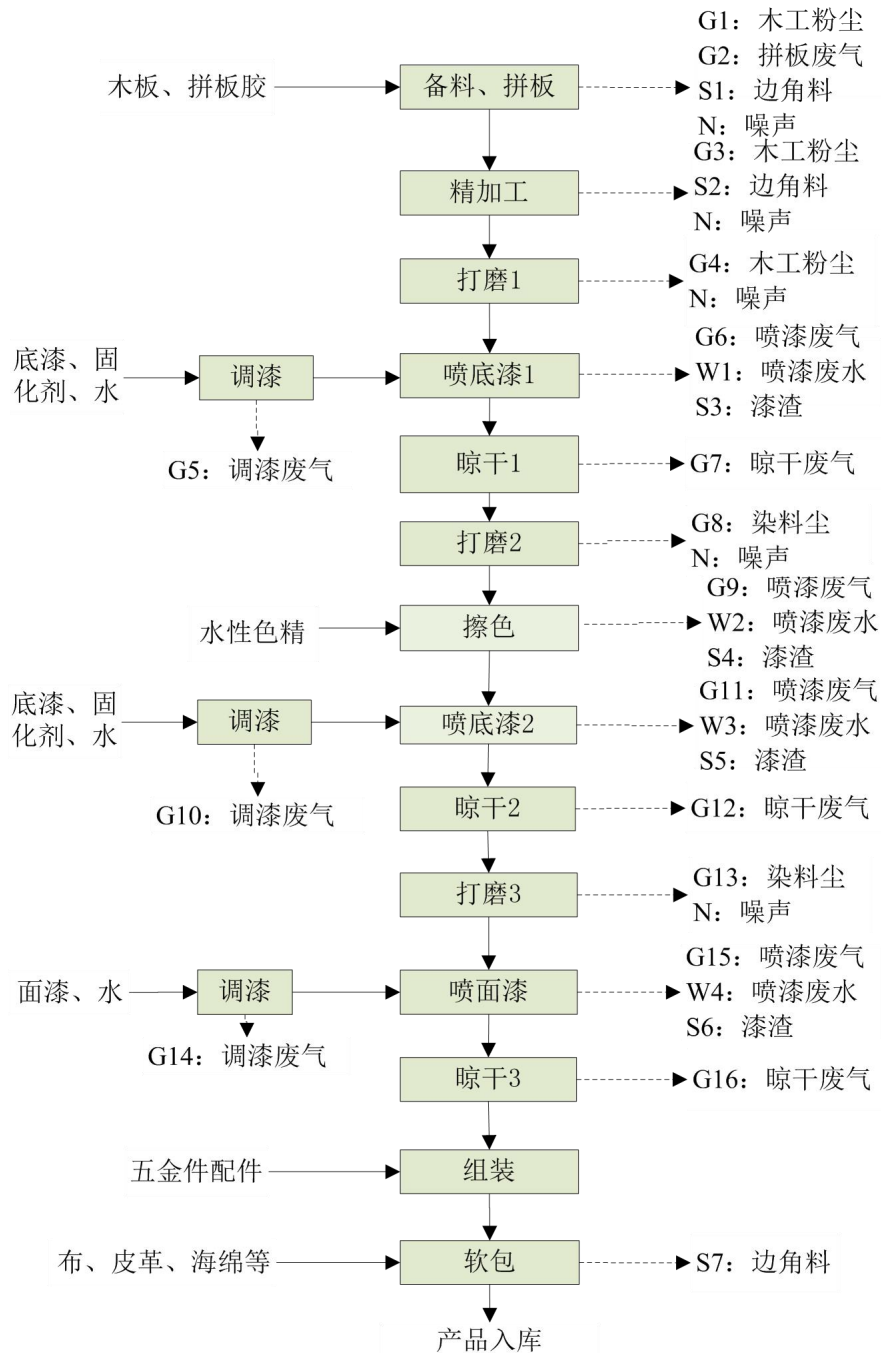 G1：木工粉尘
G2：拼板废气
木板、拼板胶
备料、拼板
S1：边角料
N：噪声
G3：木工粉尘
精加工
S2：边角料
N：噪声
打磨1
G4：木工粉尘
N：噪声
底漆、固
化剂、水
调漆
喷底漆1
G6：喷漆废气
W1：喷漆废水
S3：漆渣
G5：调漆废气
晾干1
G7：晾干废气
打磨2
G8：染料尘
N：噪声
水性色精
擦色
G9：喷漆废气
W2：喷漆废水
S4：漆渣
底漆、固
化剂、水
调漆
喷底漆2
G11：喷漆废气
W3：喷漆废水
S5：漆渣
G10：调漆废气
晾干2
G12：晾干废气
打磨3
G13：染料尘
N：噪声
面漆、水
调漆
喷面漆
G15：喷漆废气
W4：喷漆废水
S6：漆渣
G14：调漆废气
晾干3
G16：晾干废气
五金件配件
组装
布、皮革、海绵等
软包
S7：边角料
产品入库